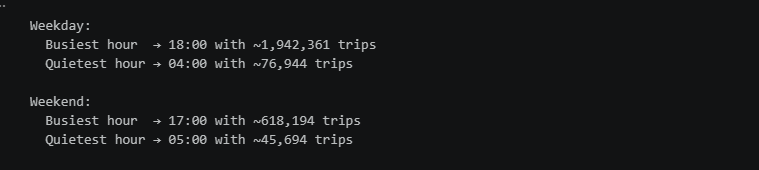 ..
Weekday:
Busiest hour → 18:00 with ~1,942,361 trips
Quietest hour → 04:00 with ~76,944 trips
Weekend:
Busiest hour → 17:00 with ~618,194 trips
Quietest hour → 05:00 with ~45,694 trips